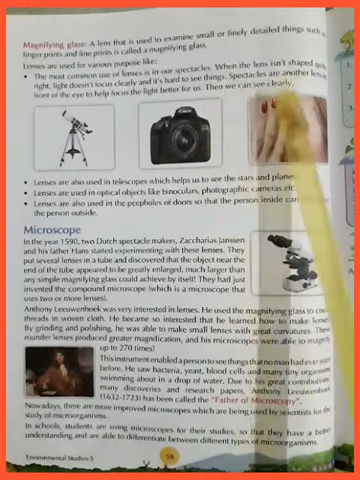 Magnifying glass: A lens that is used to examine small or finely detailed things such
finger prints and fine prints is called a magnifying glass.
Lenses are used for various purpose like:
• The most common use of lenses is in our spectacles. When the lens isn't shaped
right, light doesn't focus clearly and it's hard to see things. Spectacles are another lens
front of the eye to help focus the light better for us. Then we can see clearly.
• Lenses are also used in telescopes which helps us to see the stars and
• Lenses are used in optical objects like binoculars, photographic cameras etc.
• Lenses are also used in the peepholes of doors so that the person inside can
the person outside.
Microscope
In the year 1590, two Dutch spectacle makers, Zaccharias Janssen
and his father Hans started experimenting with these lenses. They
put several lenses in a tube and discovered that the object near the
end of the tube appeared to be greatly enlarged, much larger than
any simple magnifying glass could achieve by itself! They had just
invented the compound microscope (which is a microscope that
uses two or more lenses).
Anthony Leeuwenhoek was very interested in lenses. He used the magnifying glass to
threads in woven cloth. He became so interested that he learned how to make lenses.
By grinding and polishing, he was able to make small lenses with great curvatures. These
rounder lenses produced greater magnification, and his microscopes were able to magnify
up to 270 times!
This instrument enabled a person to see things that no man had ever seen
before. He saw bacteria, yeast, blood cells and many tiny organisms
swimming about in a drop of water. Due to his great contributions
many discoveries and research papers, Anthony Leeuwenhoek
(1632-1723) has been called the "Father of Microscopy".
Nowadays, there are more improved microscopes which are being used by scientists for the
study of microorganisms.
In schools, students are using microscopes for their studies, so that they have a better
understanding and are able to differentiate between different types of microorganisms.
Environmental Studies-5
58